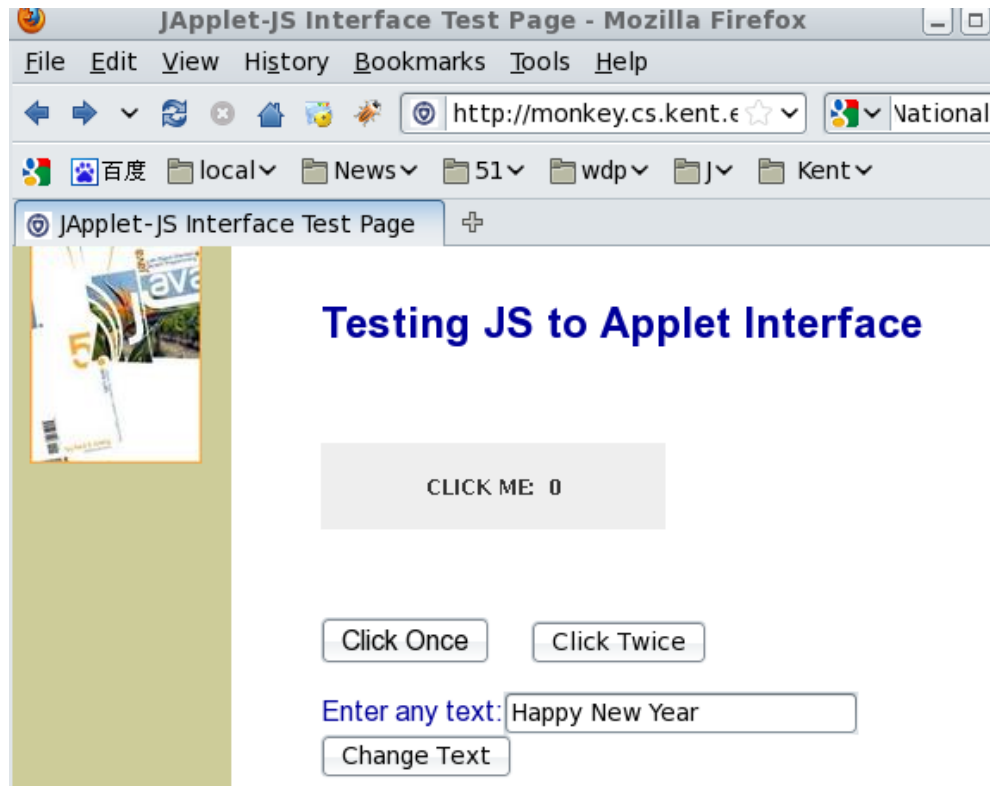 JApplet-JS Interface Test Page - Mozilla Firefox
File Edit View History Bookmarks Tools Help
http://monkey.cs.kent.e National
百度 local News 51 wdp J Kent
JApplet-JS Interface Test Page
Java
5
Testing JS to Applet Interface
CLICK ME: 0
Click Once Click Twice
Enter any text: Happy New Year
Change Text